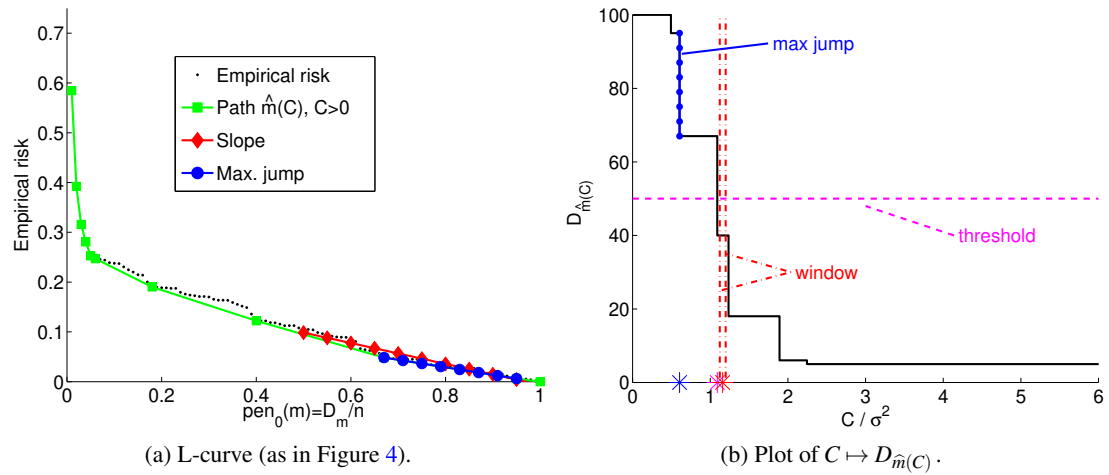 0.7
0.6
0.5
0.4
0.3
0.2
0.1
0
Empirical risk
Empirical risk
Path m̂(C), C>0
Slope
Max. jump
0 0.2 0.4 0.6 0.8 1
pen₀(m)=Dₘ/n
(a) L-curve (as in Figure 4).
100
80
60
40
20
0
D_m̂(C)
max jump
threshold
window
0 1 2 3 4 5 6
C / σ²
(b) Plot of C ↦ D_m̂(C) .